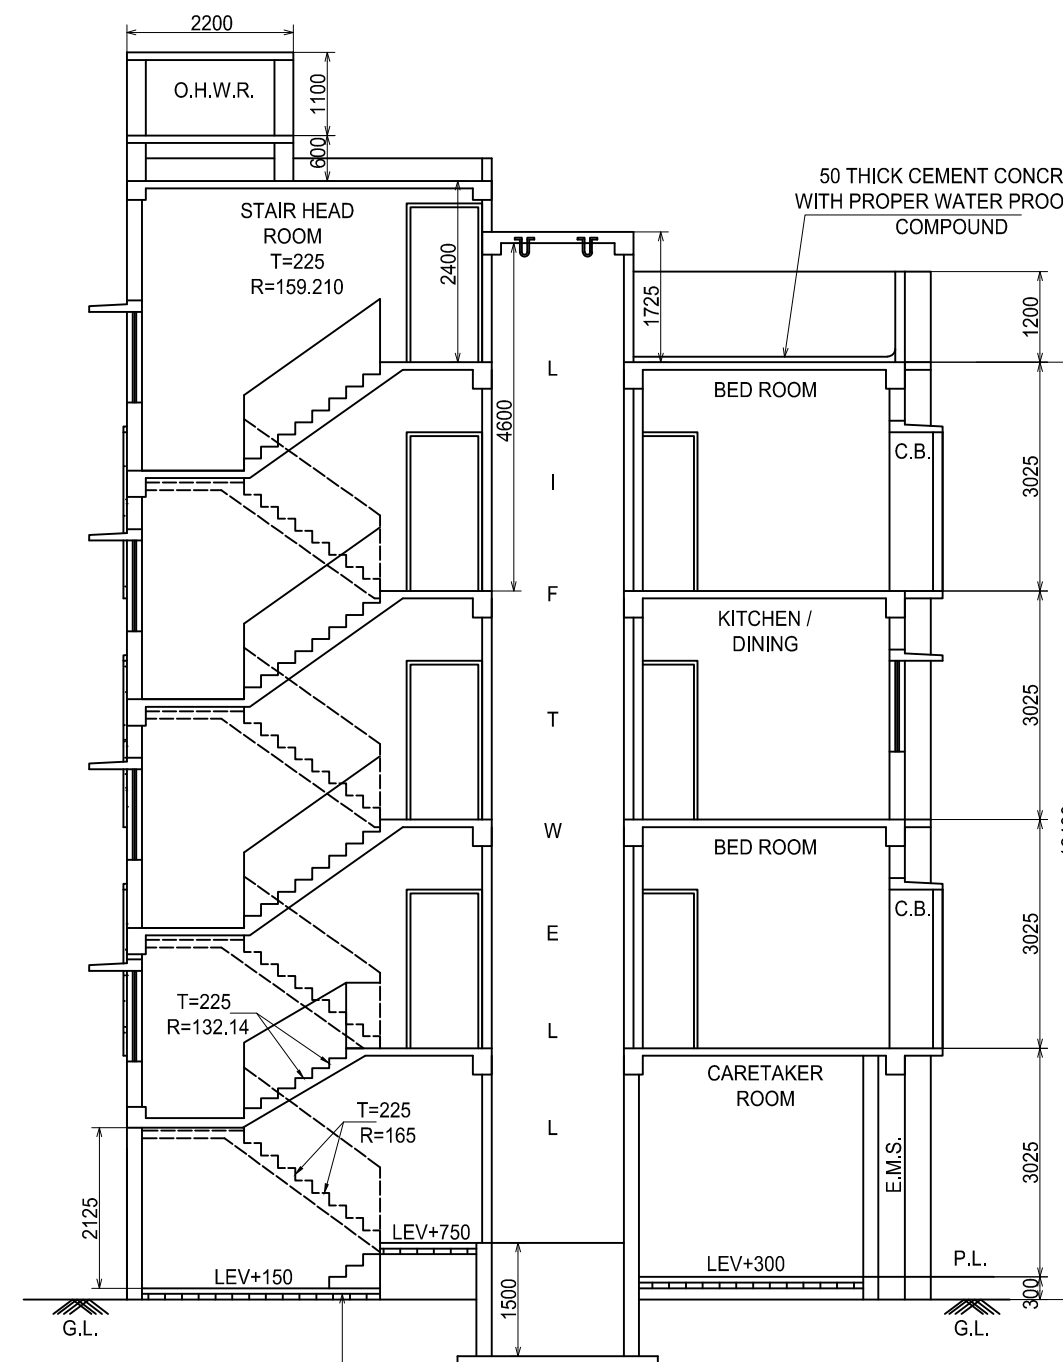 2200
O.H.W.R.
1100
600
50 THICK CEMENT CONCR
WITH PROPER WATER PROO
COMPOUND
STAIR HEAD
ROOM
T=225
R=159.210
2400
1725
1200
4600
L
I
F
T
W
E
L
L
BED ROOM
C.B.
3025
KITCHEN /
DINING
3025
BED ROOM
C.B.
3025
T=225
R=132.14
CARETAKER
ROOM
T=225
R=165
E.M.S.
3025
2125
LEV+750
LEV+150
LEV+300
P.L.
1500
300
G.L.
G.L.